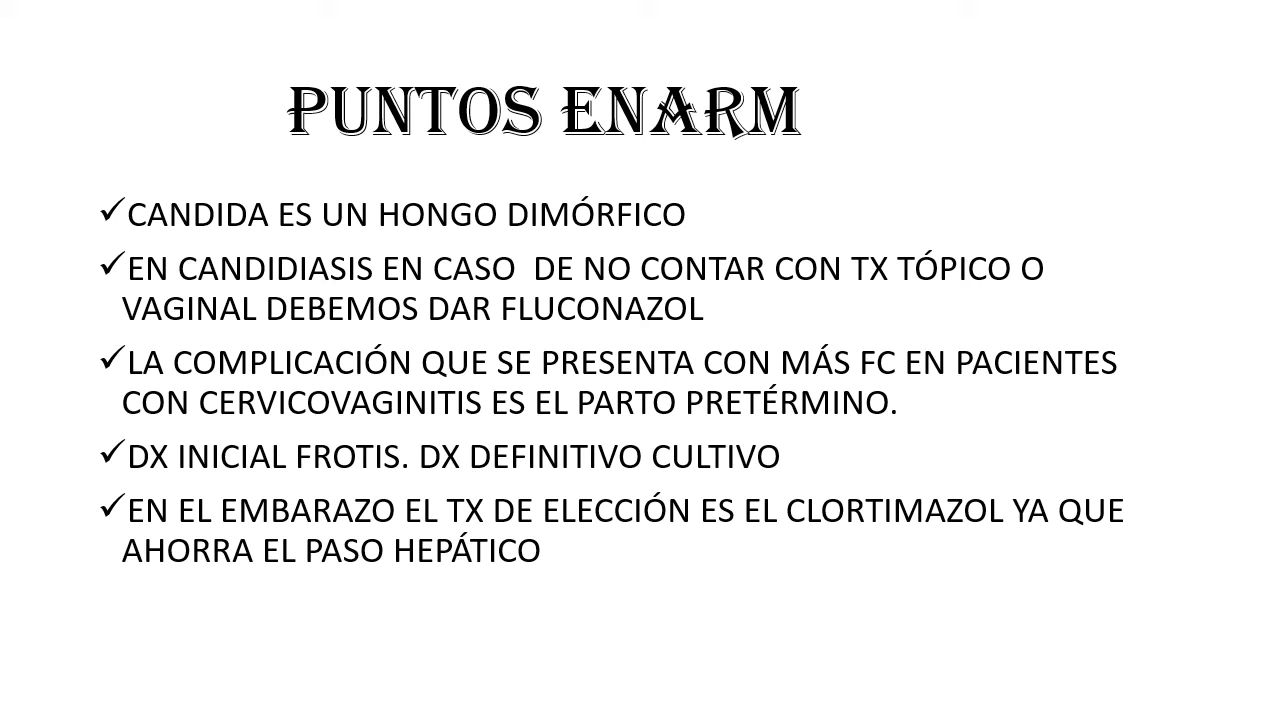 PUNTOS ENARM
✓CANDIDA ES UN HONGO DIMÓRFICO
✓EN CANDIDIASIS EN CASO DE NO CONTAR CON TX TÓPICO O
VAGINAL DEBEMOS DAR FLUCONAZOL
✓LA COMPLICACIÓN QUE SE PRESENTA CON MÁS FC EN PACIENTES
CON CERVICOVAGINITIS ES EL PARTO PRETÉRMINO.
✓DX INICIAL FROTIS. DX DEFINITIVO CULTIVO
✓EN EL EMBARAZO EL TX DE ELECCIÓN ES EL CLORTIMAZOL YA QUE
AHORRA EL PASO HEPÁTICO